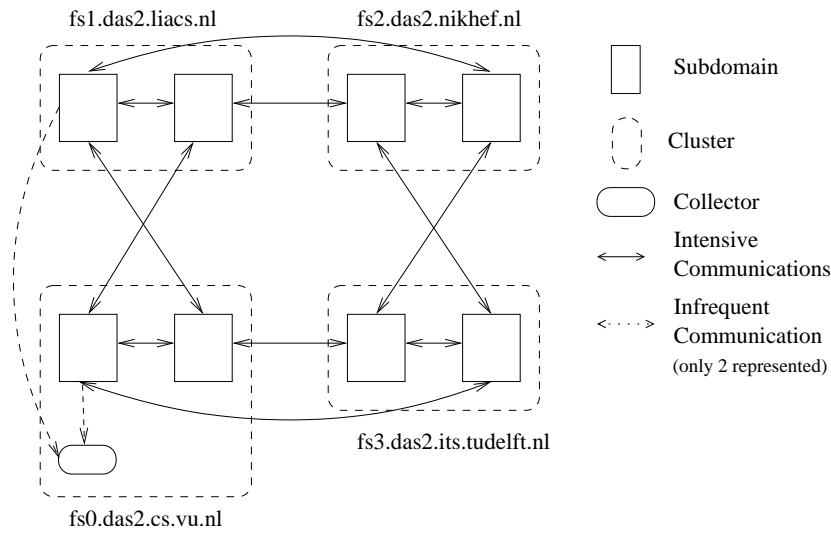 fs1.das2.liacs.nl
fs2.das2.nikhef.nl
Subdomain
Cluster
Collector
Intensive
Communications
Infrequent
Communication
(only 2 represented)
fs3.das2.its.tudelft.nl
fs0.das2.cs.vu.nl